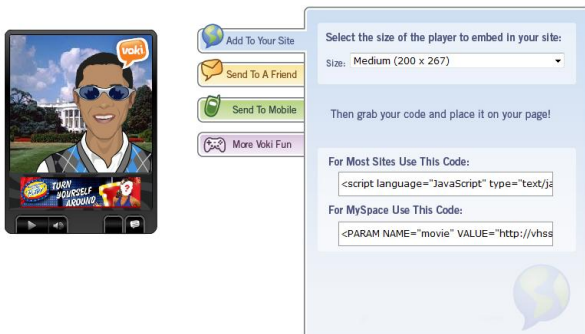 voki
TURN
YOURSELF
AROUND
Add To Your Site
Send To A Friend
Send To Mobile
More Voki Fun
Select the size of the player to embed in your site:
Size: Medium (200 x 267)
Then grab your code and place it on your page!
For Most Sites Use This Code:
<script language="JavaScript" type="text/ja
For MySpace Use This Code:
<PARAM NAME="movie" VALUE="http://vhss